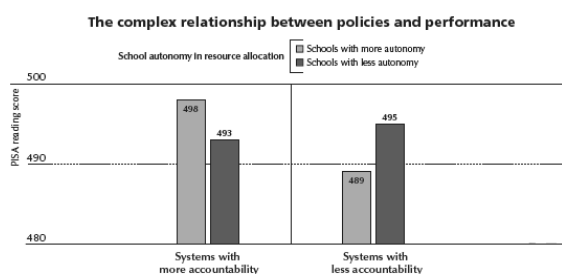 The complex relationship between policies and performance
School autonomy in resource allocation
Schools with more autonomy
Schools with less autonomy
PISA reading score
500
490
480
498
493
489
495
Systems with
more accountability
Systems with
less accountability